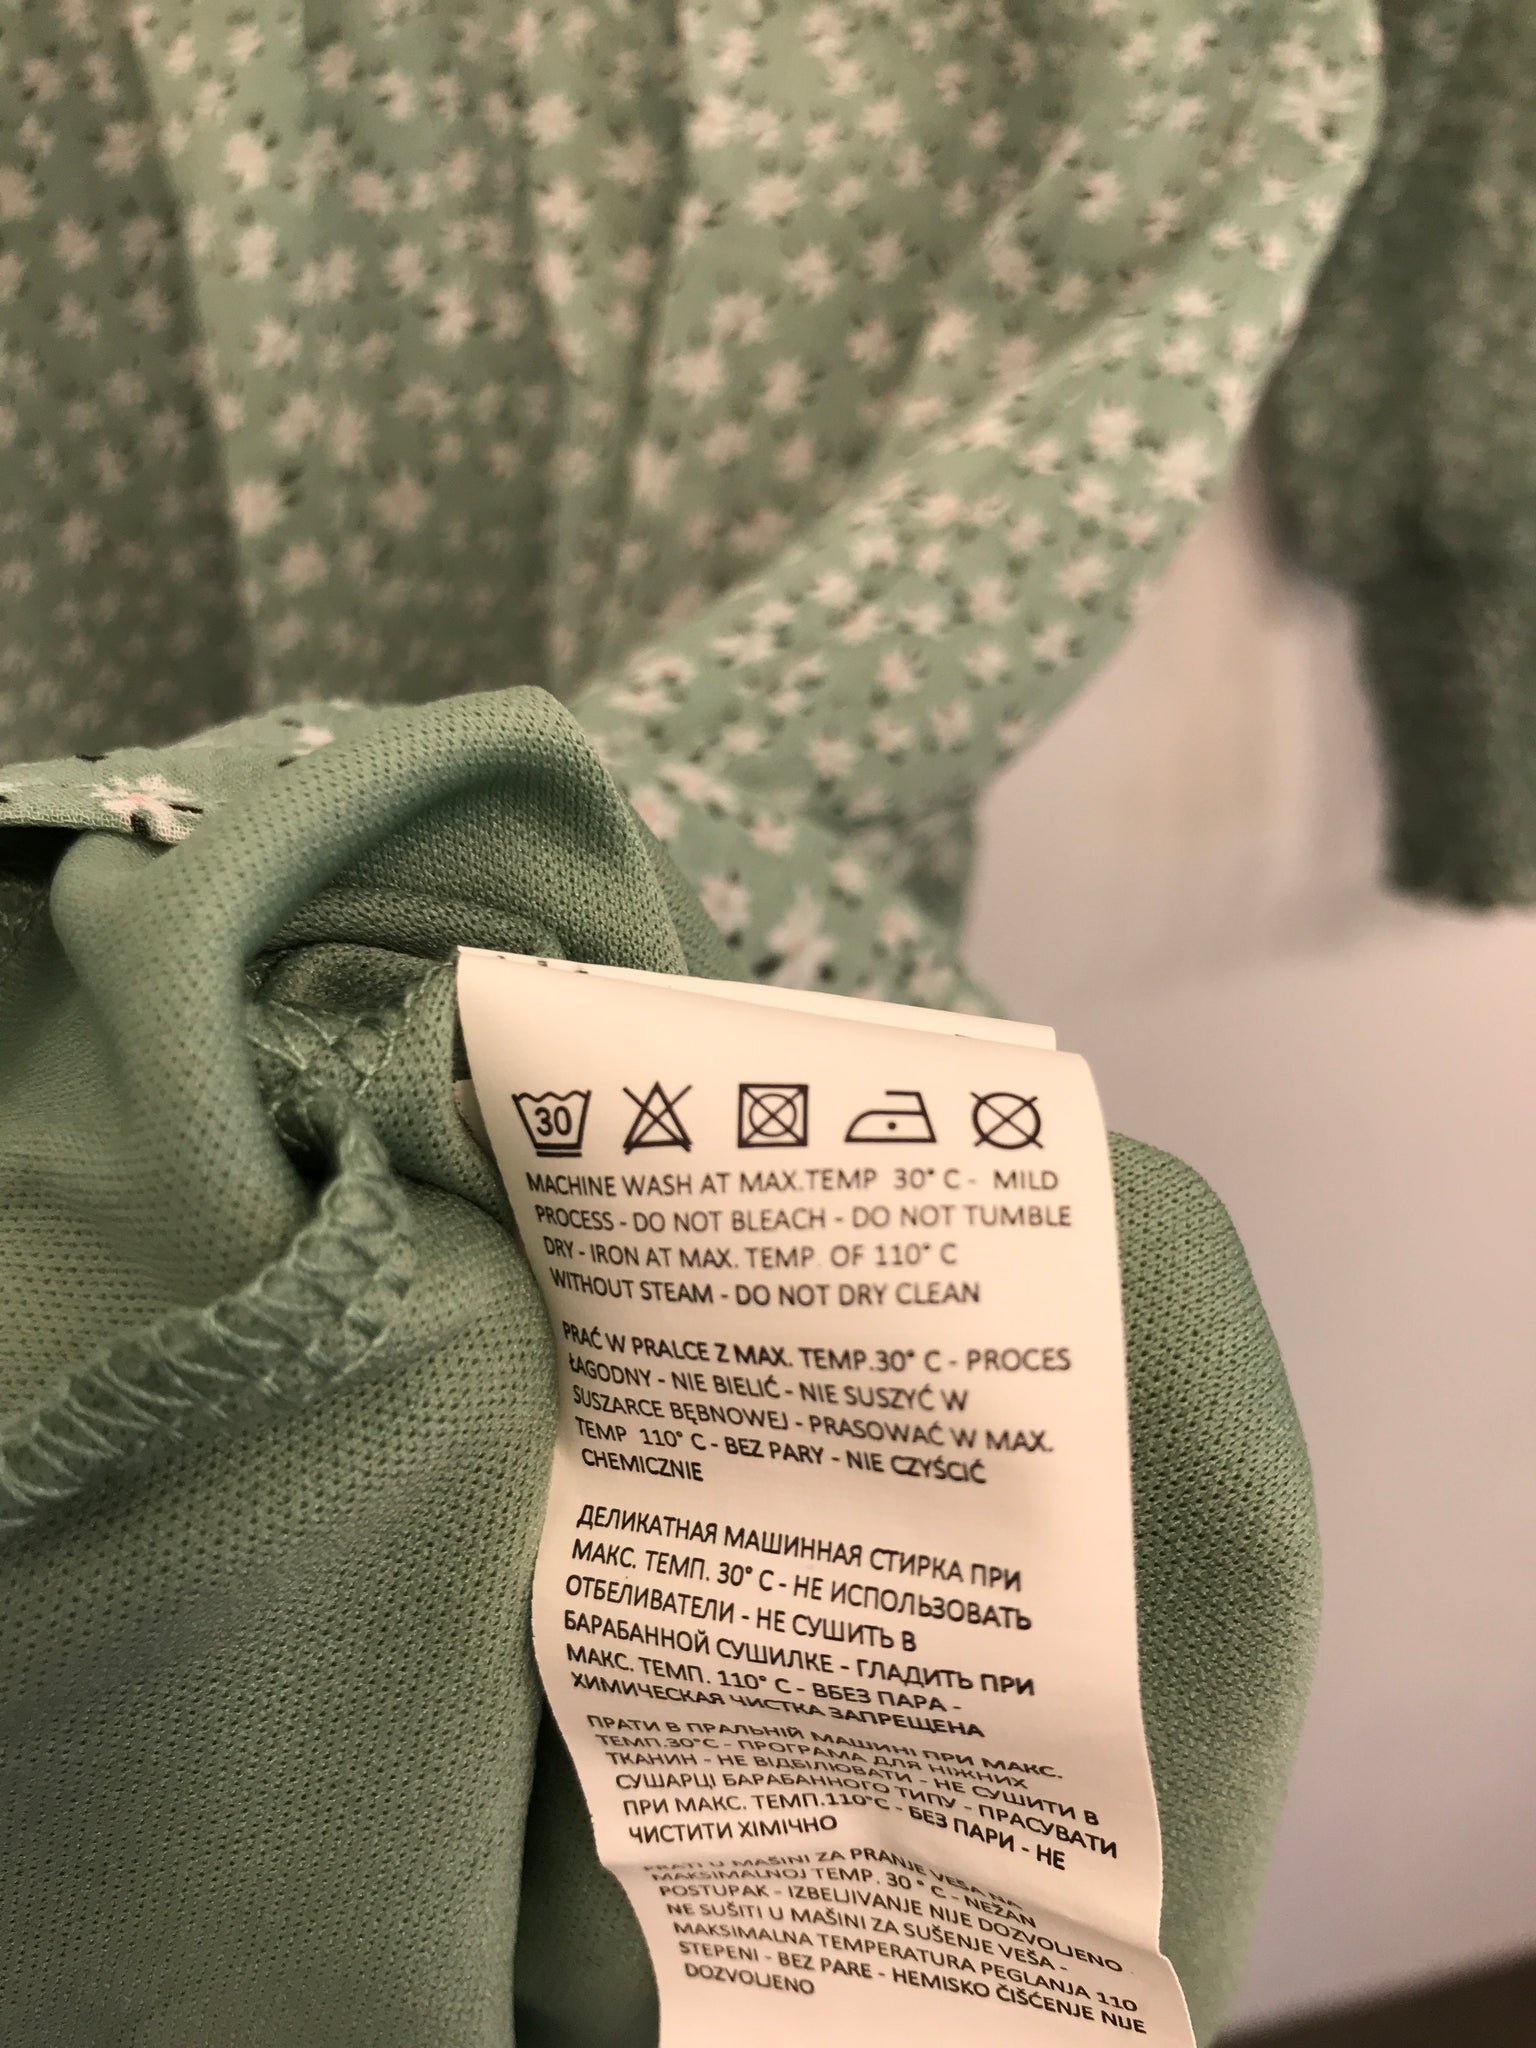 30
MACHINE WASH AT MAX.TEMP 30° C - MILD
PROCESS - DO NOT BLEACH - DO NOT TUMBLE
DRY - IRON AT MAX. TEMP. OF 110° C
WITHOUT STEAM - DO NOT DRY CLEAN
PRAĆ W PRALCE Z MAX. TEMP.30° C - PROCES
ŁAGODNY - NIE BIELIĆ - NIE SUSZYĆ W
SUSZARCE BĘBNOWEJ - PRASOWAĆ W MAX.
TEMP 110° C - BEZ PARY - NIE CZYŚCIĆ
CHEMICZNIE
ДЕЛИКАТНАЯ МАШИННАЯ СТИРКА ПРИ
МАКС. ТЕМП. 30° С - НЕ ИСПОЛЬЗОВАТЬ
ОТБЕЛИВАТЕЛИ - НЕ СУШИТЬ В
БАРАБАННОЙ СУШИЛКЕ - ГЛАДИТЬ ПРИ
МАКС. ТЕМП. 110° С - ВБЕЗ ПАРА -
ХИМИЧЕСКАЯ ЧИСТКА ЗАПРЕЩЕНА
ПРАТИ В ПРАЛЬНІЙ МАШИНІ ПРИ МАКС.
ТЕМП.30°С - ПРОГРАМА ДЛЯ НІЖНИХ
ТКАНИН - НЕ ВІДБІЛЮВАТИ - НЕ СУШИТИ В
СУШАРЦІ БАРАБАННОГО ТИПУ - ПРАСУВАТИ
ПРИ МАКС. ТЕМП.110°С - БЕЗ ПАРИ - НЕ
ЧИСТИТИ ХІМІЧНО
PRATI U MAŠINI ZA PRANJE VEŠA NA
MAKSIMALNOJ TEMP. 30 ° C - NEŽAN
POSTUPAK - IZBELJIVANJE NIJE DOZVOLJENO
NE SUŠITI U MAŠINI ZA SUŠENJE VEŠA -
MAKSIMALNA TEMPERATURA PEGLANJA 110
STEPENI - BEZ PARE - HEMISKO ČIŠĆENJE NIJE
DOZVOLJENO